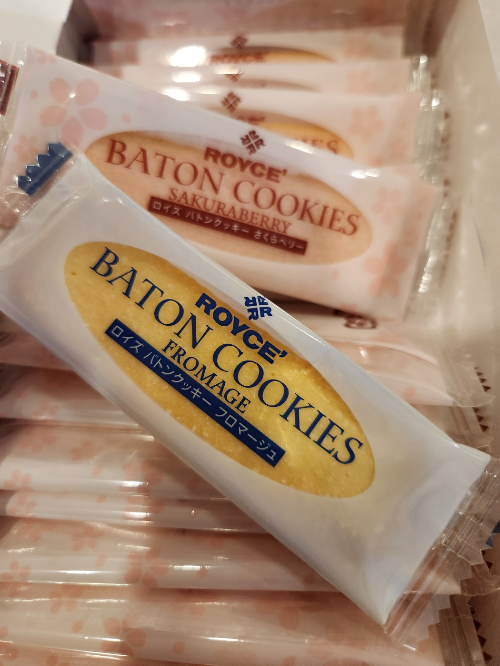 ROYCE'
ROYCE'
BATON COOKIES
SAKURABERRY
ロイズ バトンクッキー さくらベリー
ROYCE'
BATON COOKIES
FROMAGE
ロイズ バトンクッキー フロマージュ